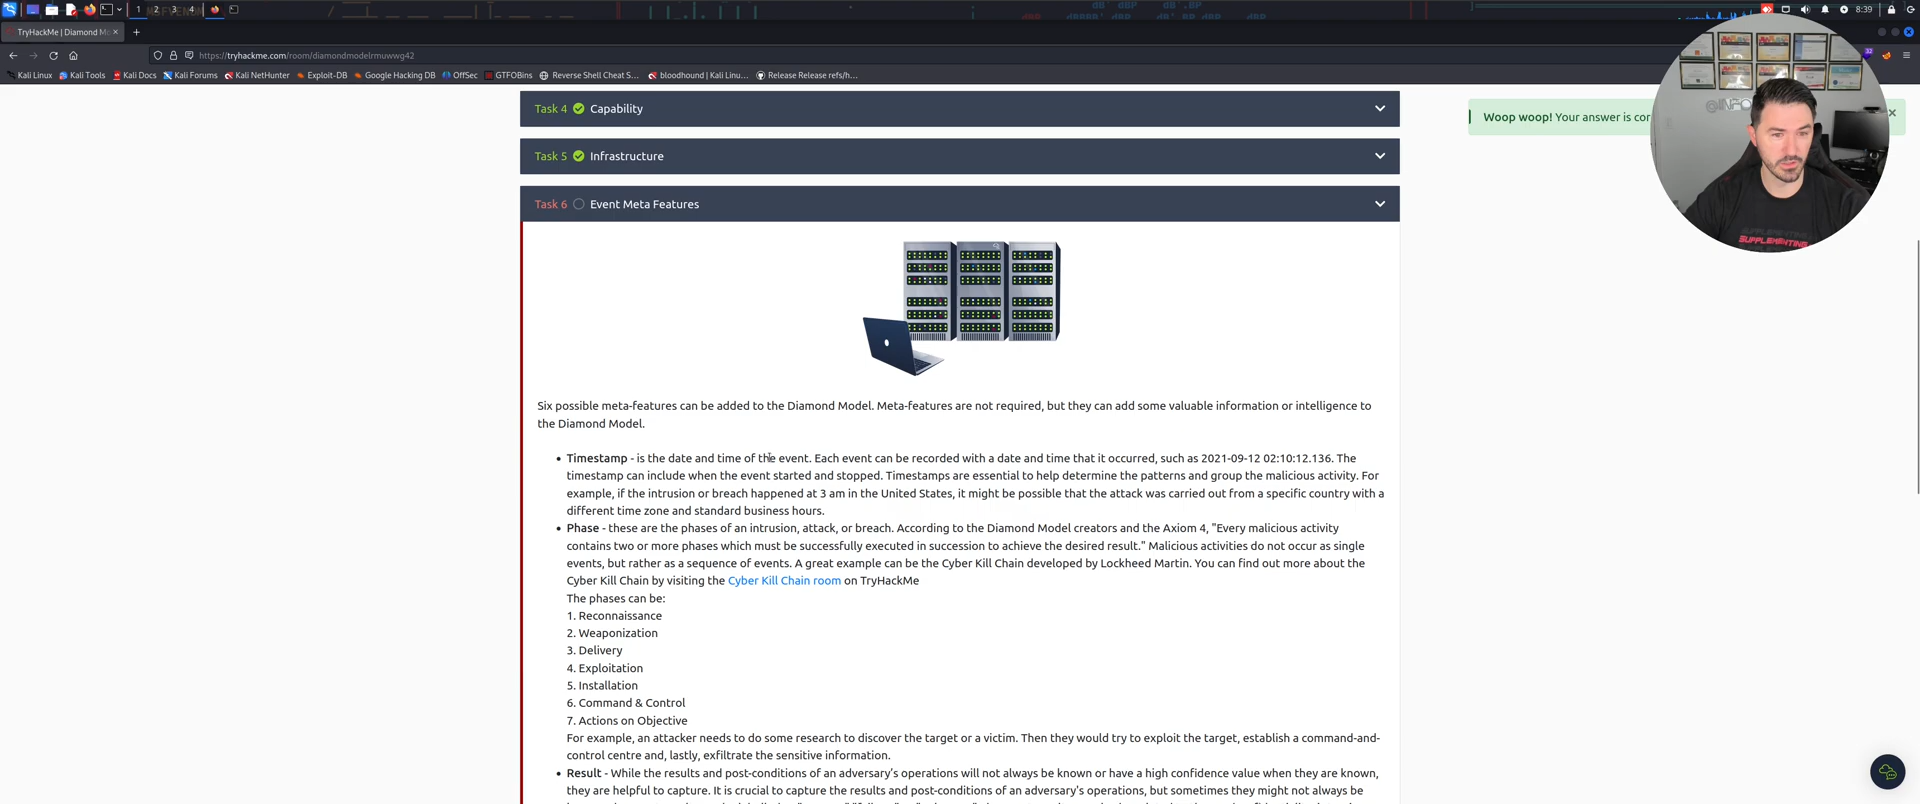 1 2 3 4
8:39
TryHackMe | Diamond Mo
https://tryhackme.com/room/diamondmodelrmuwwg42
Kali Linux Kali Tools Kali Docs Kali Forums Kali NetHunter Exploit-DB Google Hacking DB OffSec GTFOBins Reverse Shell Cheat S… bloodhound | Kali Linu… Release Release refs/h…
Task 4 Capability
Woop woop! Your answer is cor
@INFO
SUPPLEMENTING
Task 5 Infrastructure
Task 6 Event Meta Features
Six possible meta-features can be added to the Diamond Model. Meta-features are not required, but they can add some valuable information or intelligence to
the Diamond Model.
• Timestamp - is the date and time of the event. Each event can be recorded with a date and time that it occurred, such as 2021-09-12 02:10:12.136. The
timestamp can include when the event started and stopped. Timestamps are essential to help determine the patterns and group the malicious activity. For
example, if the intrusion or breach happened at 3 am in the United States, it might be possible that the attack was carried out from a specific country with a
different time zone and standard business hours.
• Phase - these are the phases of an intrusion, attack, or breach. According to the Diamond Model creators and the Axiom 4, "Every malicious activity
contains two or more phases which must be successfully executed in succession to achieve the desired result." Malicious activities do not occur as single
events, but rather as a sequence of events. A great example can be the Cyber Kill Chain developed by Lockheed Martin. You can find out more about the
Cyber Kill Chain by visiting the Cyber Kill Chain room on TryHackMe
The phases can be:
1. Reconnaissance
2. Weaponization
3. Delivery
4. Exploitation
5. Installation
6. Command & Control
7. Actions on Objective
For example, an attacker needs to do some research to discover the target or a victim. Then they would try to exploit the target, establish a command-and-
control centre and, lastly, exfiltrate the sensitive information.
• Result - While the results and post-conditions of an adversary's operations will not always be known or have a high confidence value when they are known,
they are helpful to capture. It is crucial to capture the results and post-conditions of an adversary's operations, but sometimes they might not always be